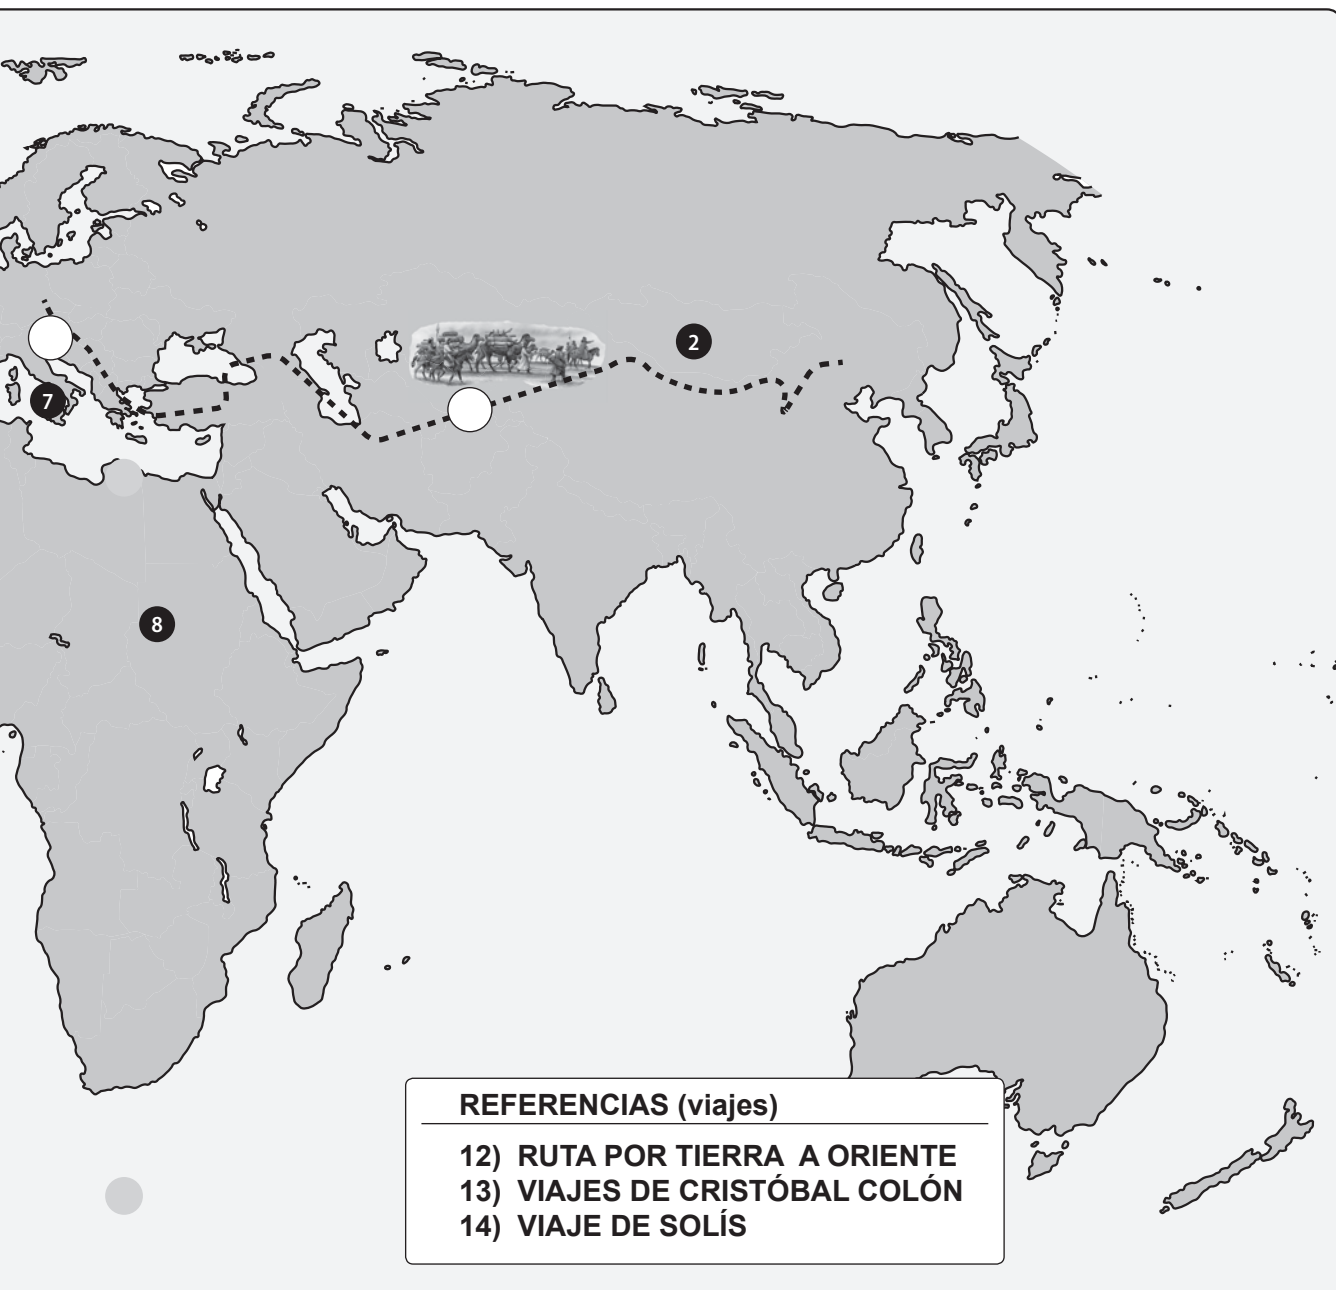 2
7
8
REFERENCIAS (viajes)
12) RUTA POR TIERRA A ORIENTE
13) VIAJES DE CRISTÓBAL COLÓN
14) VIAJE DE SOLÍS